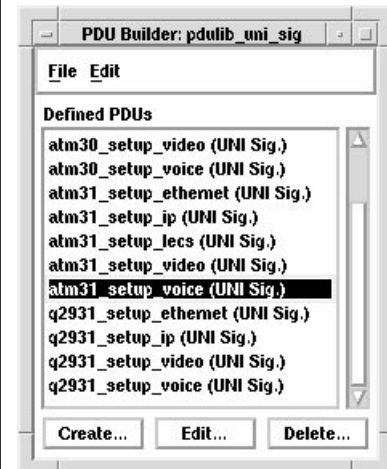 PDU Builder: pdulib_uni_sig
File Edit
Defined PDUs
atm30_setup_video (UNI Sig.)
atm30_setup_voice (UNI Sig.)
atm31_setup_ethernet (UNI Sig.)
atm31_setup_ip (UNI Sig.)
atm31_setup_lecs (UNI Sig.)
atm31_setup_video (UNI Sig.)
atm31_setup_voice (UNI Sig.)
q2931_setup_ethernet (UNI Sig.)
q2931_setup_ip (UNI Sig.)
q2931_setup_video (UNI Sig.)
q2931_setup_voice (UNI Sig.)
Create... Edit... Delete...